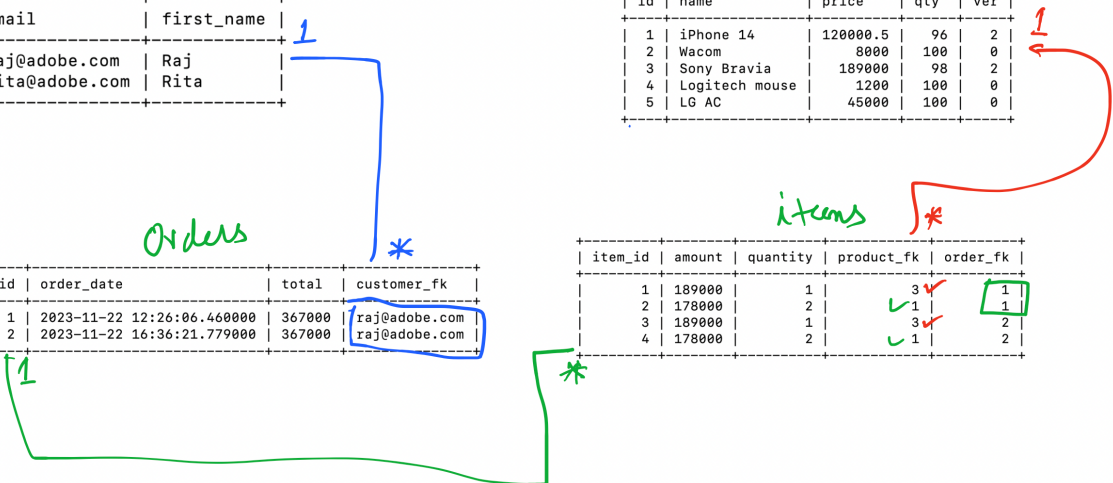 mail | first_name |
aj@adobe.com | Raj |
ita@adobe.com | Rita |
1
| id | name | price | qty | ver |
| 1 | iPhone 14 | 120000.5 | 96 | 2 |
| 2 | Wacom | 8000 | 100 | 0 |
| 3 | Sony Bravia | 189000 | 98 | 2 |
| 4 | Logitech mouse | 1200 | 100 | 0 |
| 5 | LG AC | 45000 | 100 | 0 |
1
orders
*
id | order_date | total | customer_fk |
1 | 2023-11-22 12:26:06.460000 | 367000 | raj@adobe.com |
2 | 2023-11-22 16:36:21.779000 | 367000 | raj@adobe.com |
1
items
*
| item_id | amount | quantity | product_fk | order_fk |
| 1 | 189000 | 1 | 3 | 1 |
| 2 | 178000 | 2 | 1 | 1 |
| 3 | 189000 | 1 | 3 | 2 |
| 4 | 178000 | 2 | 1 | 2 |
*